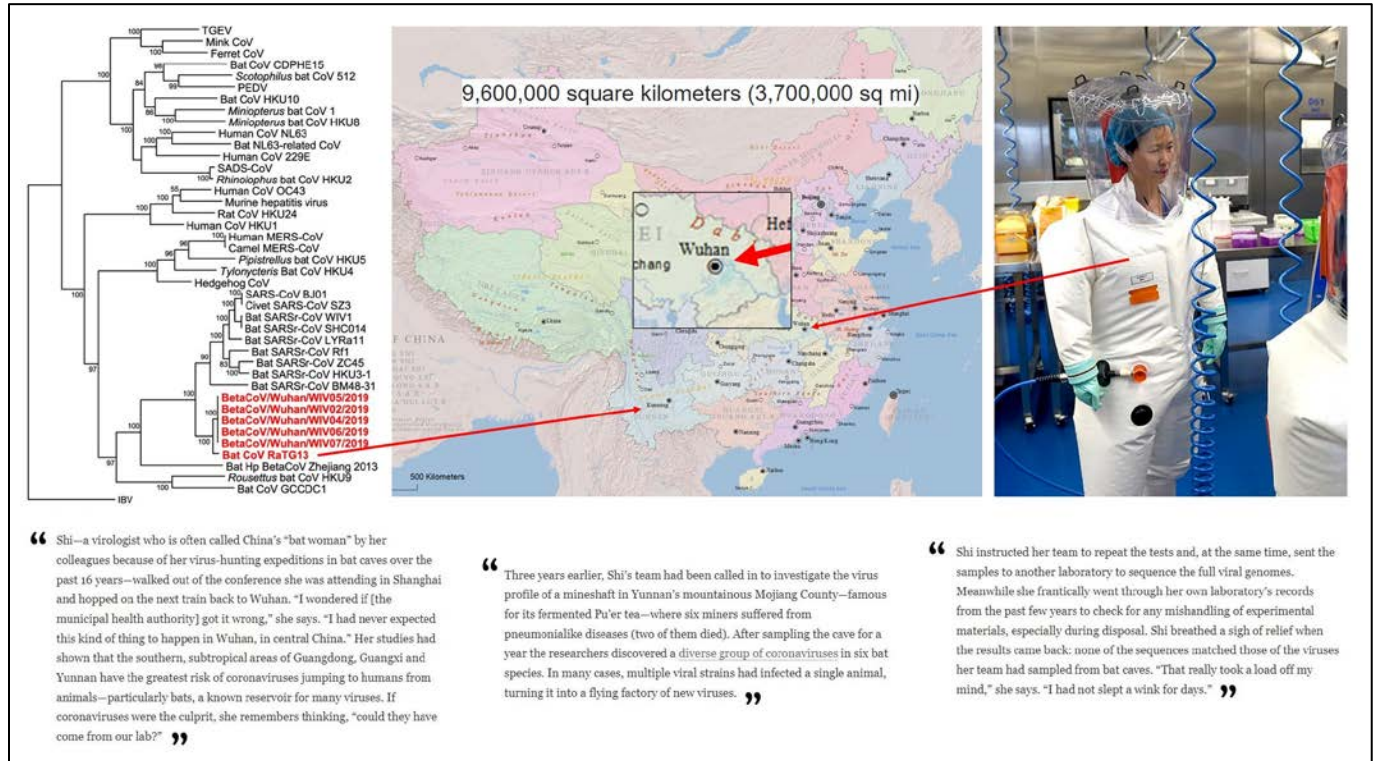 TGEV
Mink CoV
Ferret CoV
Bat CoV CDPHE15
Scotophilus bat CoV 512
PEDV
Bat CoV HKU10
Miniopterus bat CoV 1
Miniopterus bat CoV HKU8
Human CoV NL63
Bat NL63-related CoV
Human CoV 229E
SADS-CoV
Rhinolophus bat CoV HKU2
Human CoV OC43
Murine hepatitis virus
Rat CoV HKU24
Human CoV HKU1
Human MERS-CoV
Camel MERS-CoV
Pipistrellus bat CoV HKU5
Tylonycteris Bat CoV HKU4
Hedgehog CoV
SARS-CoV BJ01
Civet SARS-CoV SZ3
Bat SARSr-CoV WIV1
Bat SARSr-CoV SHC014
Bat SARSr-CoV LYRa11
Bat SARSr-CoV Rf1
Bat SARSr-CoV ZC45
Bat SARSr-CoV HKU3-1
Bat SARSr-CoV BM48-31
BetaCoV/Wuhan/WIV05/2019
BetaCoV/Wuhan/WIV02/2019
BetaCoV/Wuhan/WIV04/2019
BetaCoV/Wuhan/WIV06/2019
BetaCoV/Wuhan/WIV07/2019
Bat CoV RaTG13
Bat Hp BetaCoV Zhejiang 2013
Rousettus bat CoV HKU9
Bat CoV GCCDC1
IBV
9,600,000 square kilometers (3,700,000 sq mi)
EI
Dab
Hef
Wuhan
chang
F CHINA
500 Kilometers
“ Shi—a virologist who is often called China’s “bat woman” by her
colleagues because of her virus-hunting expeditions in bat caves over the
past 16 years—walked out of the conference she was attending in Shanghai
and hopped on the next train back to Wuhan. “I wondered if [the
municipal health authority] got it wrong,” she says. “I had never expected
this kind of thing to happen in Wuhan, in central China.” Her studies had
shown that the southern, subtropical areas of Guangdong, Guangxi and
Yunnan have the greatest risk of coronaviruses jumping to humans from
animals—particularly bats, a known reservoir for many viruses. If
coronaviruses were the culprit, she remembers thinking, “could they have
come from our lab?” ”
“ Three years earlier, Shi’s team had been called in to investigate the virus
profile of a mineshaft in Yunnan’s mountainous Mojiang County—famous
for its fermented Pu’er tea—where six miners suffered from
pneumonialike diseases (two of them died). After sampling the cave for a
year the researchers discovered a diverse group of coronaviruses in six bat
species. In many cases, multiple viral strains had infected a single animal,
turning it into a flying factory of new viruses. ”
“ Shi instructed her team to repeat the tests and, at the same time, sent the
samples to another laboratory to sequence the full viral genomes.
Meanwhile she frantically went through her own laboratory’s records
from the past few years to check for any mishandling of experimental
materials, especially during disposal. Shi breathed a sigh of relief when
the results came back: none of the sequences matched those of the viruses
her team had sampled from bat caves. “That really took a load off my
mind,” she says. “I had not slept a wink for days.” ”